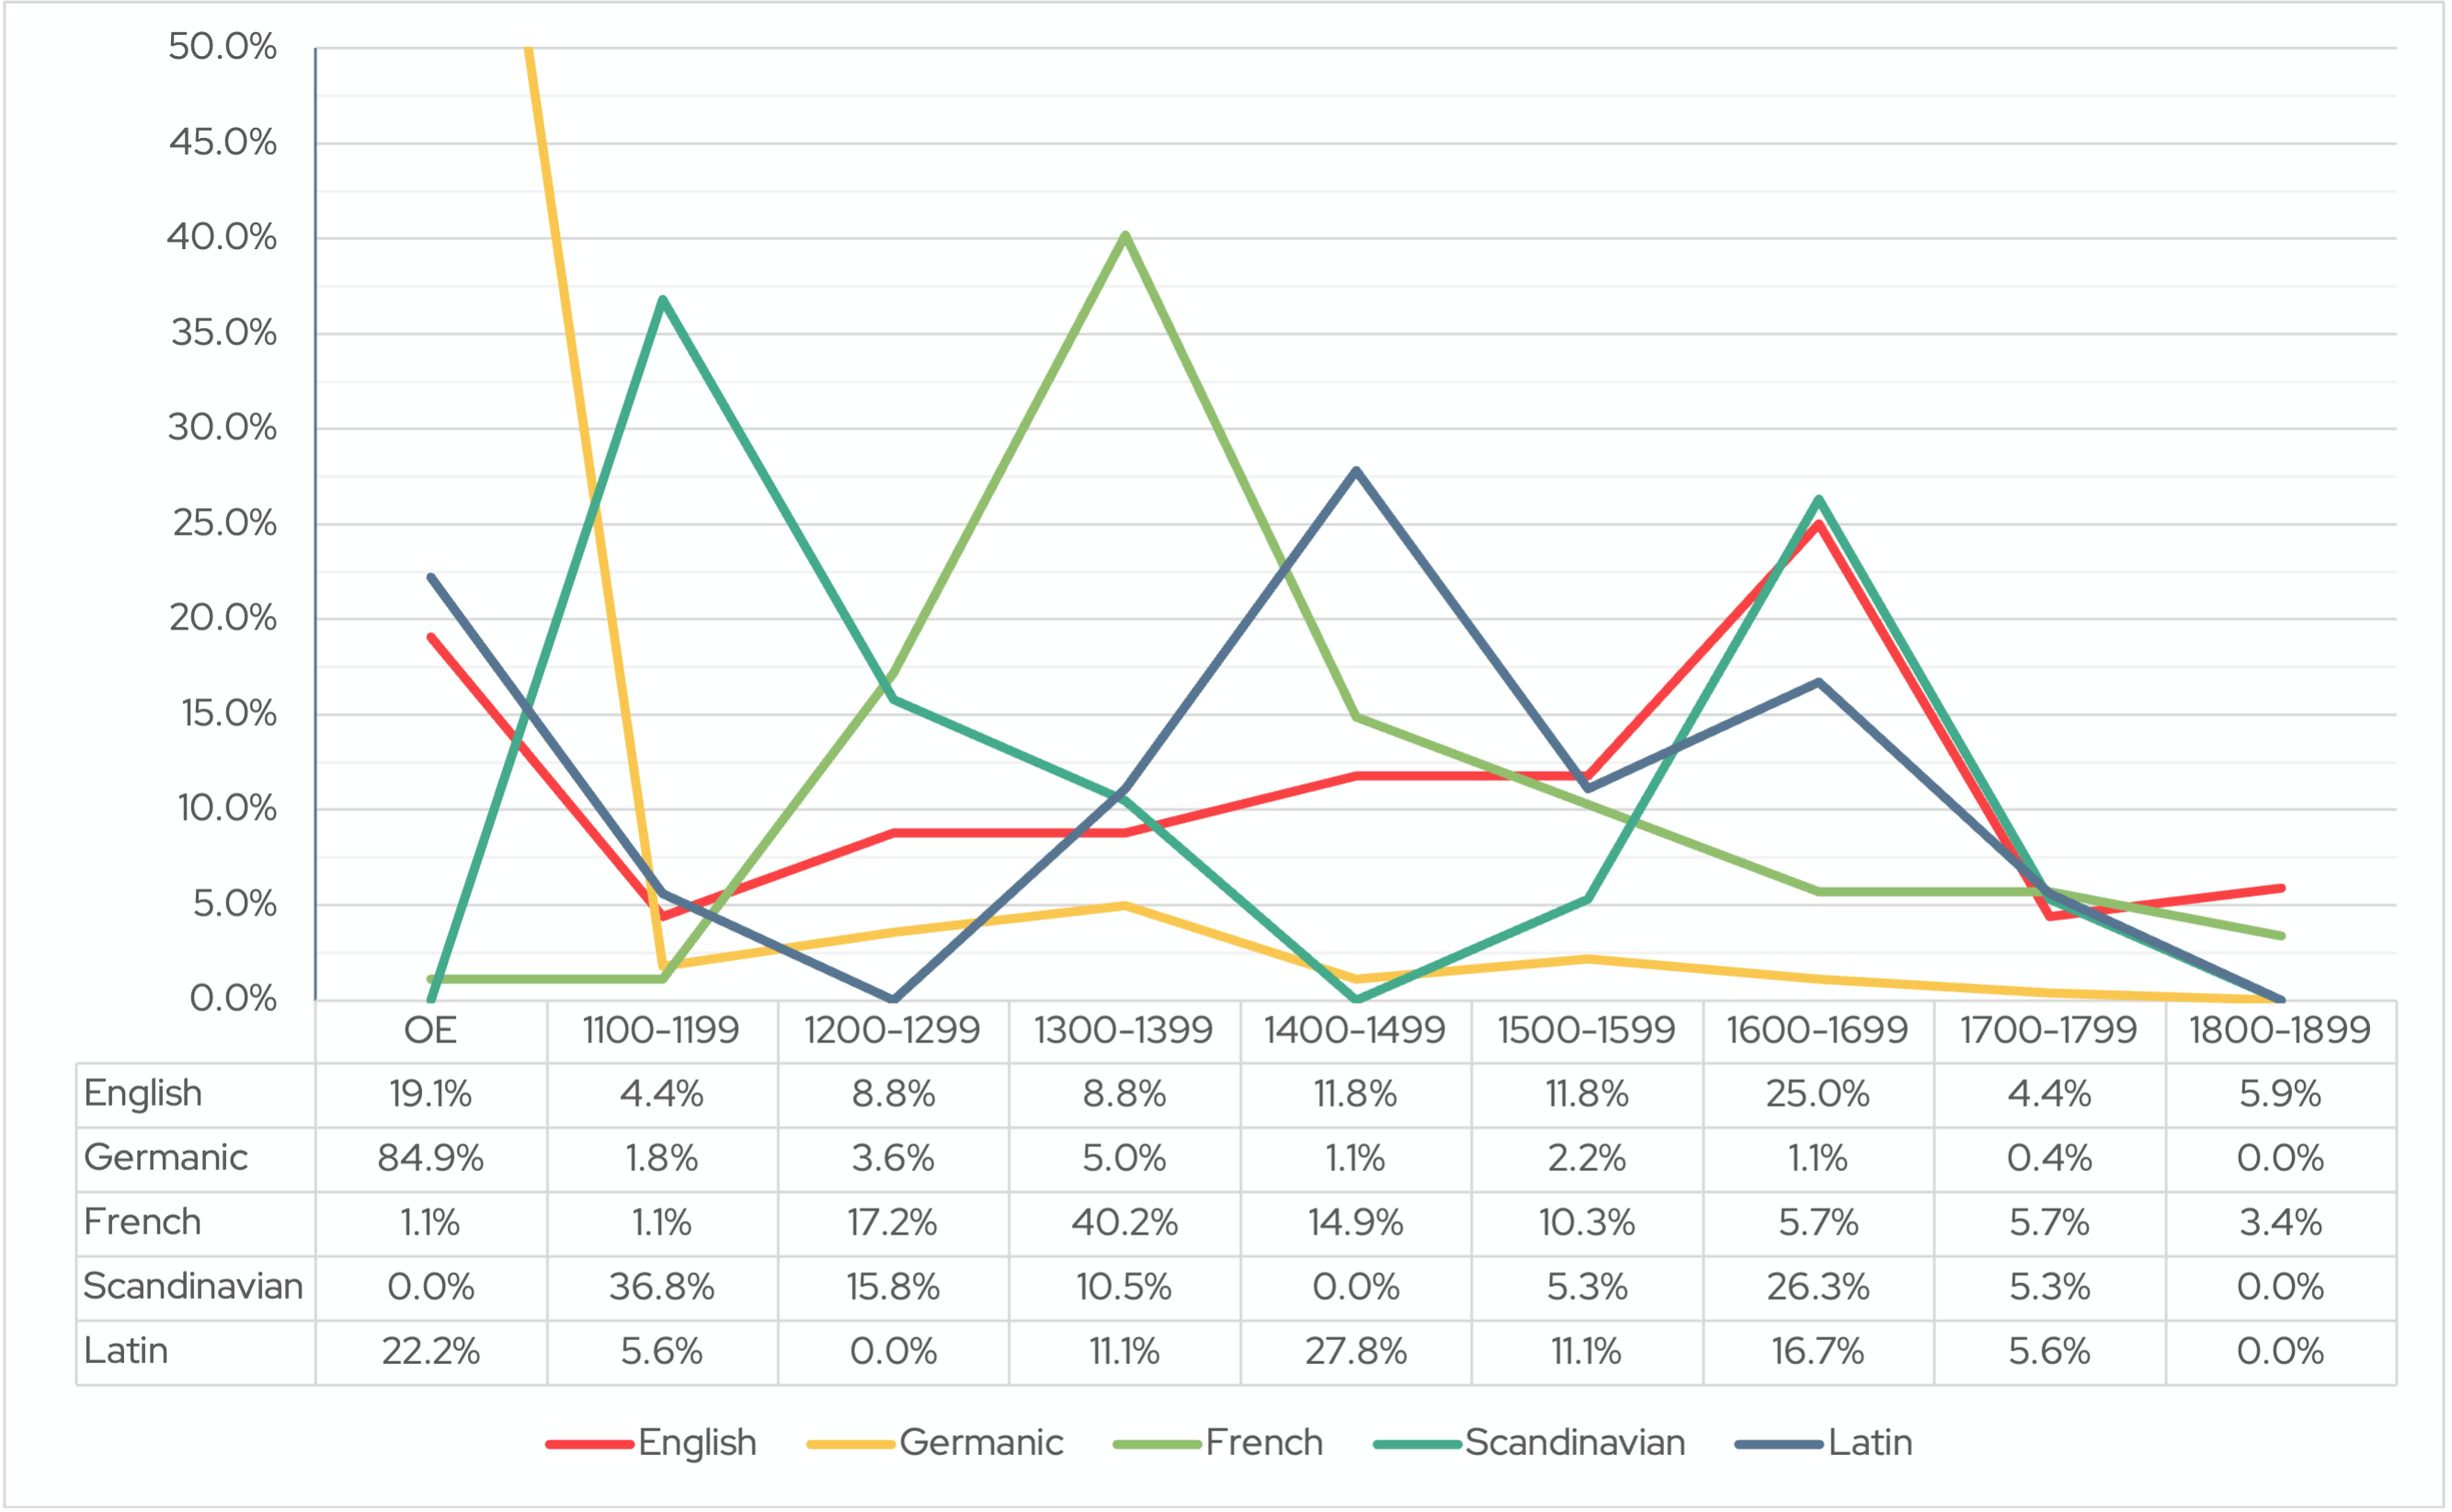 50.0%
45.0%
40.0%
35.0%
30.0%
25.0%
20.0%
15.0%
10.0%
5.0%
0.0%
OE 1100-1199 1200-1299 1300-1399 1400-1499 1500-1599 1600-1699 1700-1799 1800-1899
English 19.1% 4.4% 8.8% 8.8% 11.8% 11.8% 25.0% 4.4% 5.9%
Germanic 84.9% 1.8% 3.6% 5.0% 1.1% 2.2% 1.1% 0.4% 0.0%
French 1.1% 1.1% 17.2% 40.2% 14.9% 10.3% 5.7% 5.7% 3.4%
Scandinavian 0.0% 36.8% 15.8% 10.5% 0.0% 5.3% 26.3% 5.3% 0.0%
Latin 22.2% 5.6% 0.0% 11.1% 27.8% 11.1% 16.7% 5.6% 0.0%
English Germanic French Scandinavian Latin